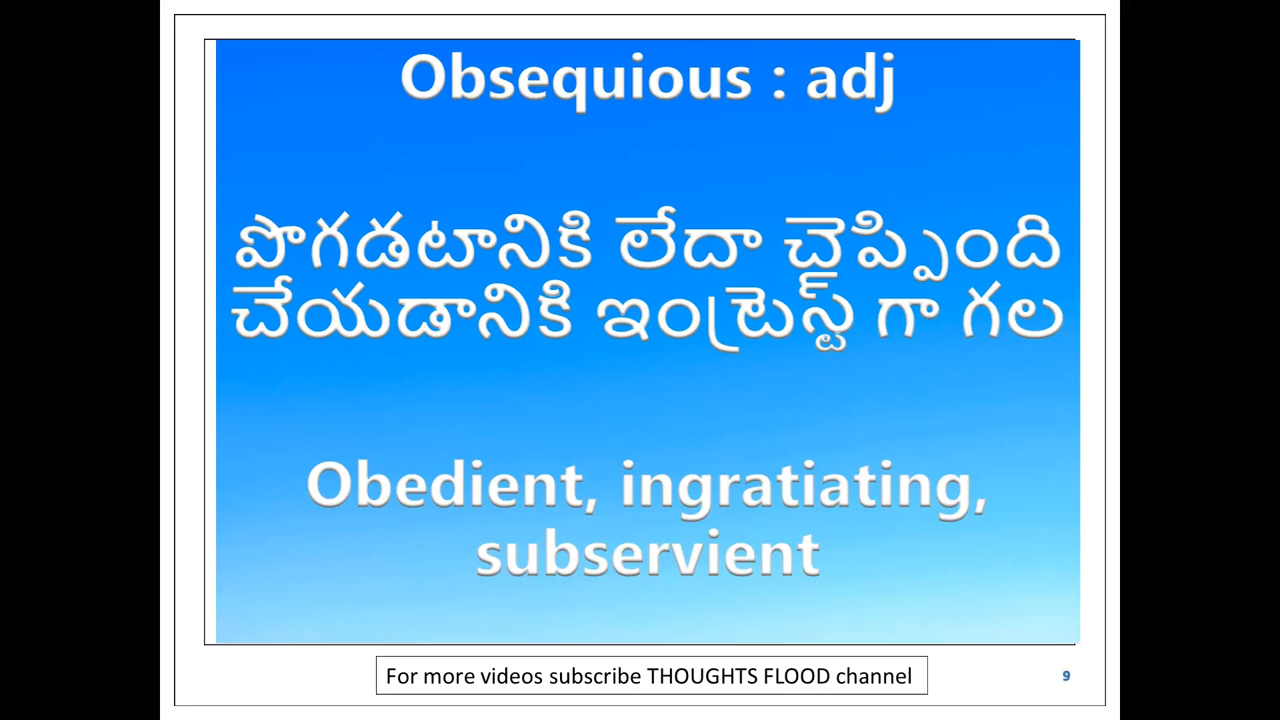 Obsequious : adj
పొగడటానికి లేదా చెప్పింది
చేయడానికి ఇంట్రెస్ట్ గా గల
Obedient, ingratiating,
subservient
For more videos subscribe THOUGHTS FLOOD channel
9